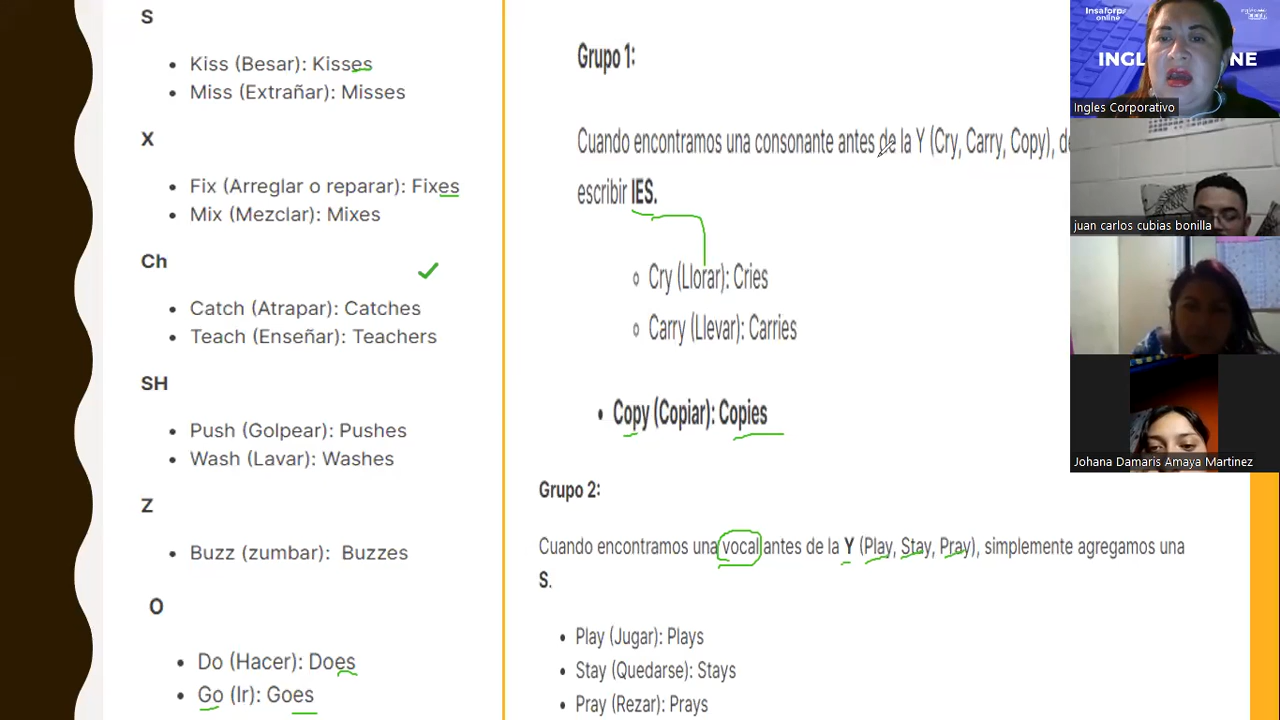 S
Kiss (Besar): Kisses
Miss (Extrañar): Misses
X
Fix (Arreglar o reparar): Fixes
Mix (Mezclar): Mixes
Ch
Catch (Atrapar): Catches
Teach (Enseñar): Teachers
SH
Push (Golpear): Pushes
Wash (Lavar): Washes
Z
Buzz (zumbar): Buzzes
O
Do (Hacer): Does
Go (Ir): Goes
Grupo 1:
Cuando encontramos una consonante antes de la Y (Cry, Carry, Copy),
escribir IES.
Cry (Llorar): Cries
Carry (Llevar): Carries
Copy (Copiar): Copies
Grupo 2:
Cuando encontramos una vocal antes de la Y (Play, Stay, Pray), simplemente agregamos una
S.
Play (Jugar): Plays
Stay (Quedarse): Stays
Pray (Rezar): Prays
Insaforp
online
INGL NE
Ingles Corporativo
juan carlos cubias bonilla
Johana Damaris Amaya Martinez